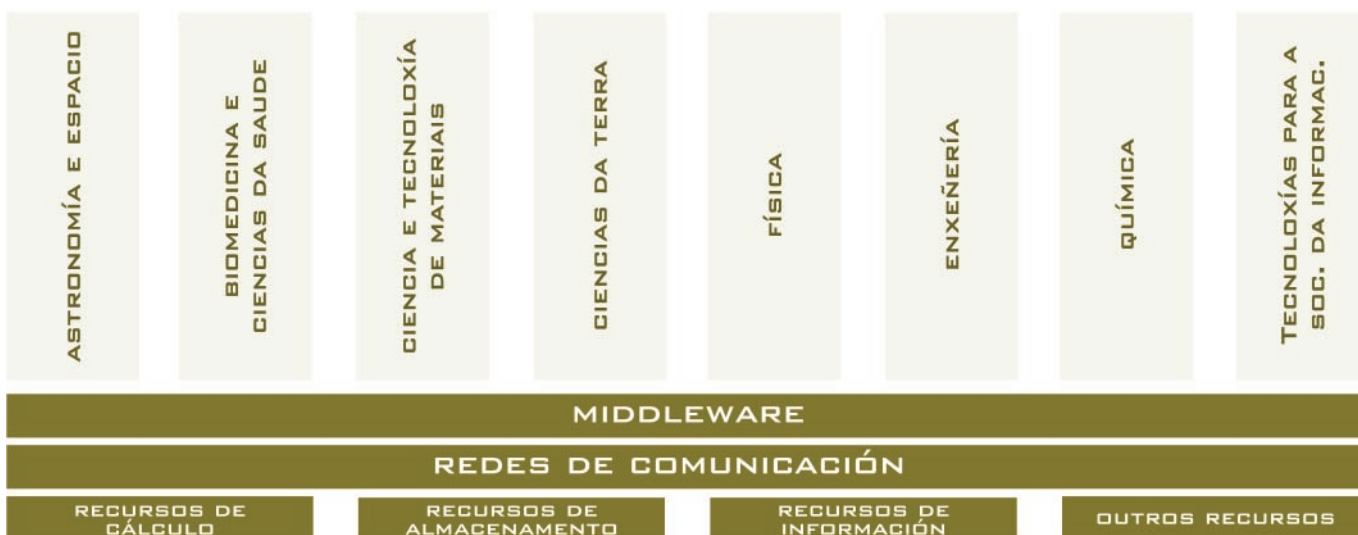 ASTRONOMÍA E ESPACIO
BIOMEDICINA E
CIENCIAS DA SAUDE
CIENCIA E TECNOLOXÍA
DE MATERIAIS
CIENCIAS DA TERRA
FÍSICA
ENXEÑERÍA
QUÍMICA
TECNOLOXÍAS PARA A
SOC. DA INFORMAC.
MIDDLEWARE
REDES DE COMUNICACIÓN
RECURSOS DE
CÁLCULO
RECURSOS DE
ALMACENAMENTO
RECURSOS DE
INFORMACIÓN
OUTROS RECURSOS